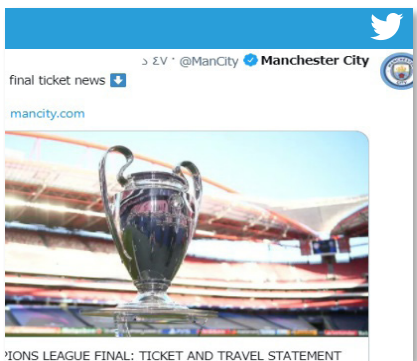 Manchester City @ManCity · ٤٧ د
final ticket news ⬇
mancity.com
PIONS LEAGUE FINAL: TICKET AND TRAVEL STATEMENT